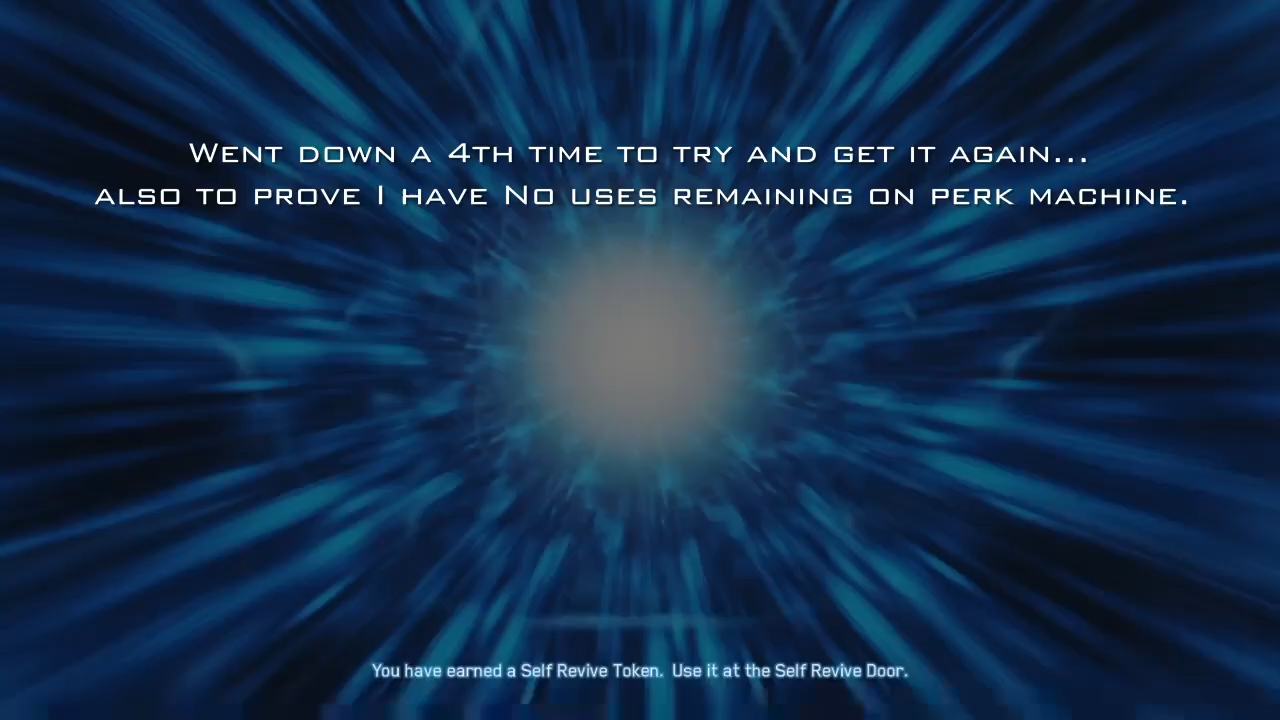 Went down a 4th time to try and get it again...
also to prove I have No uses remaining on perk machine.
You have earned a Self Revive Token.  Use it at the Self Revive Door.